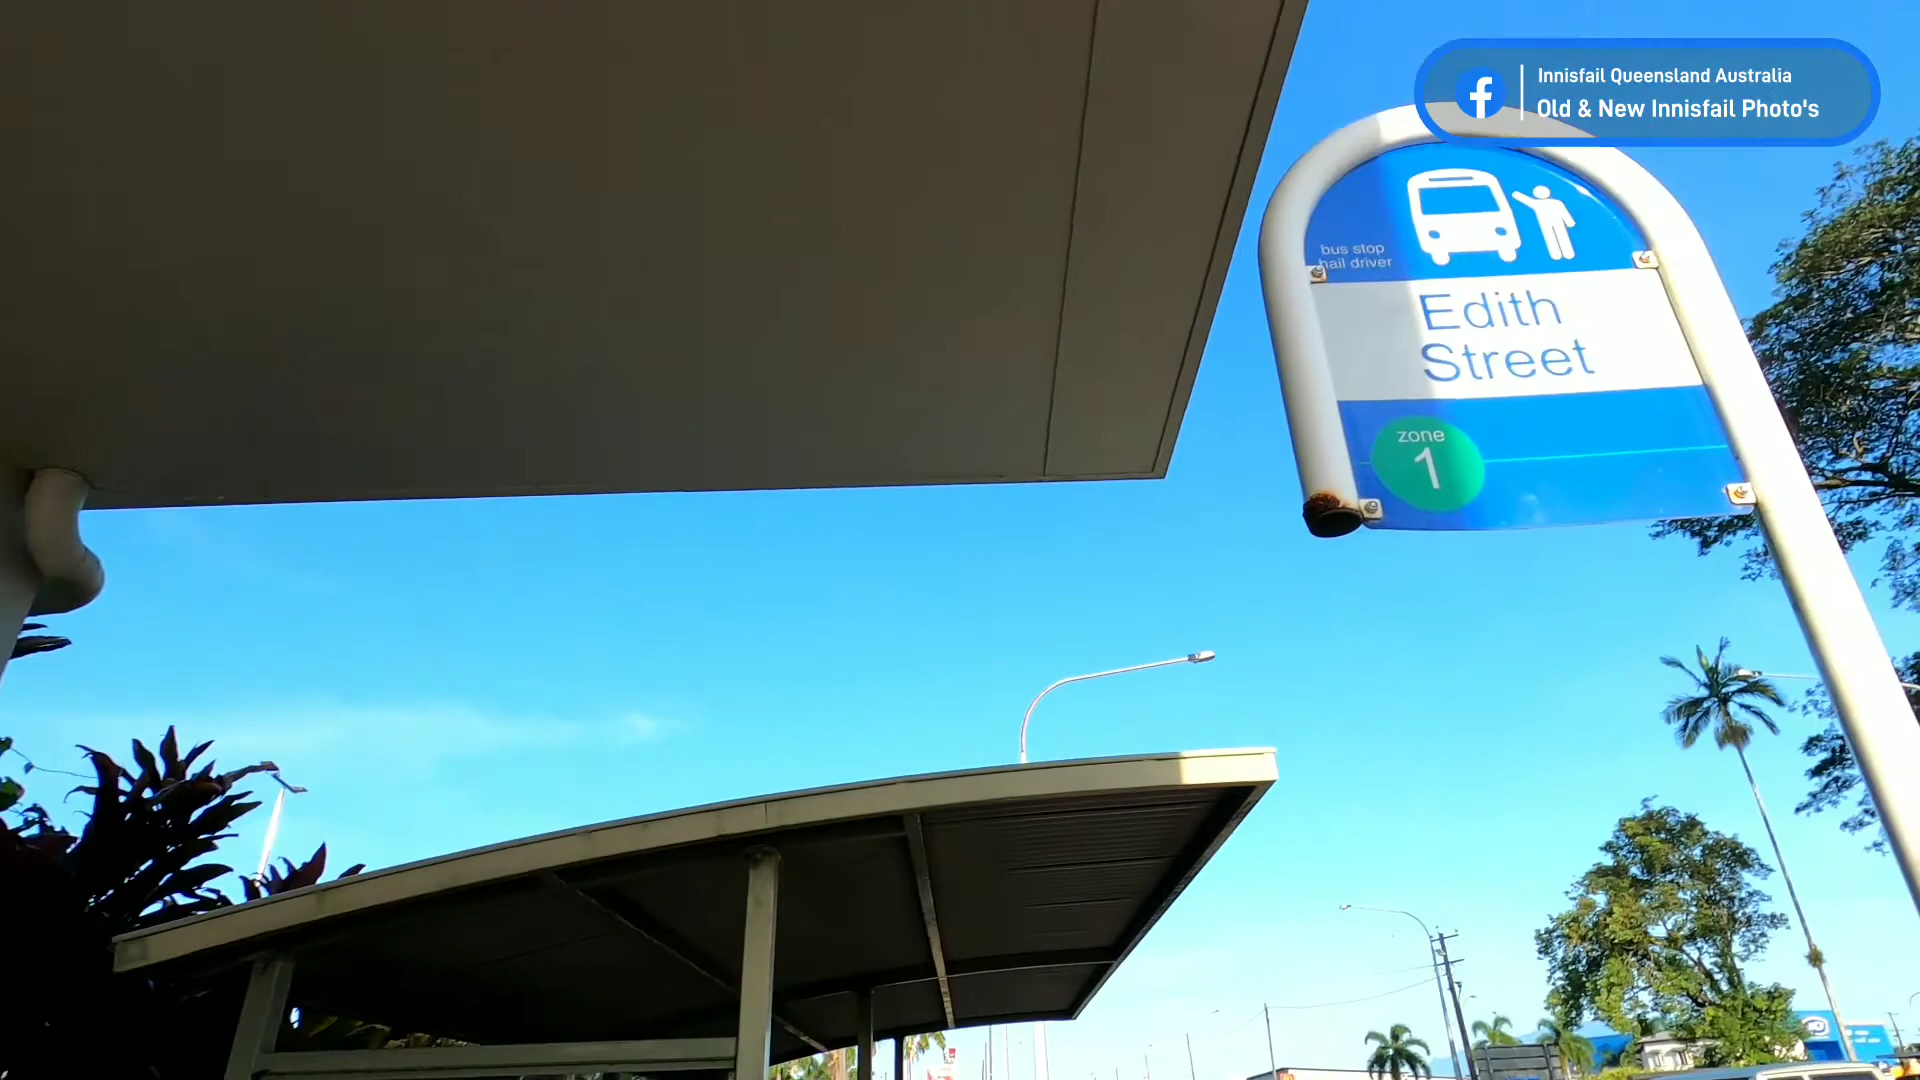 Innisfail Queensland Australia
Old & New Innisfail Photo's
bus stop
hail driver
Edith
Street
zone
1